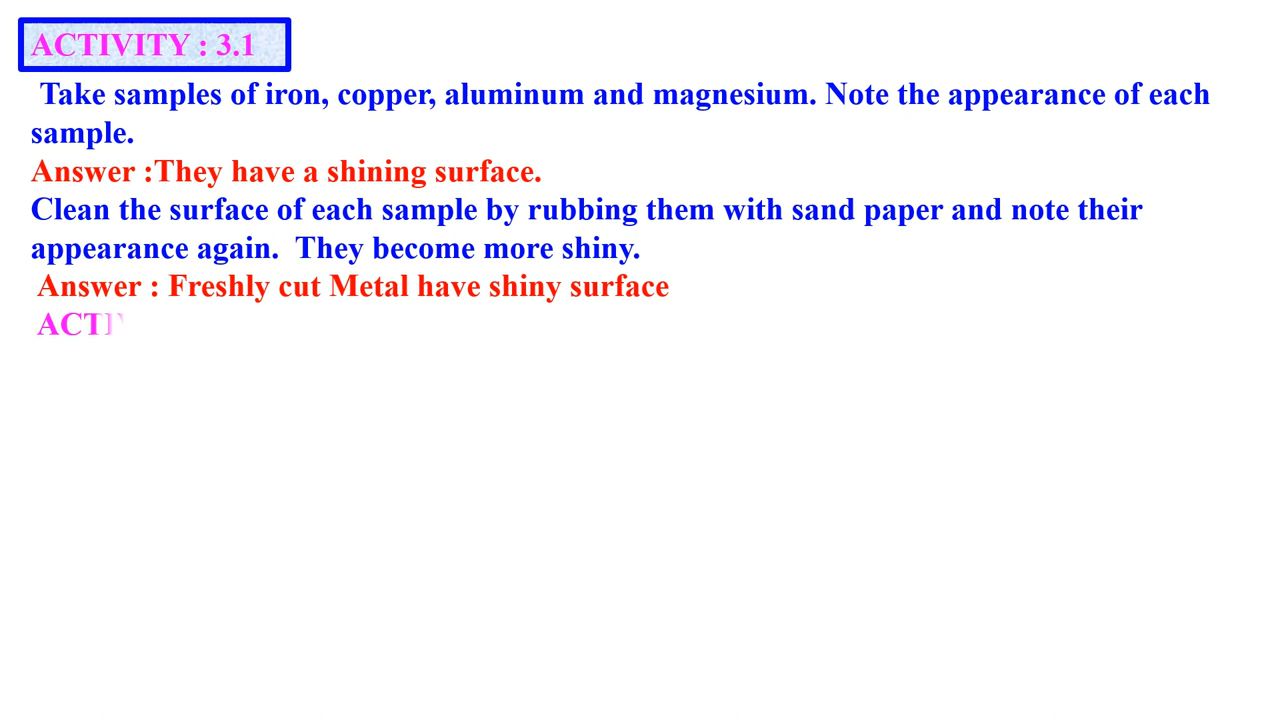 ACTIVITY : 3.1
Take samples of iron, copper, aluminum and magnesium. Note the appearance of each
sample.
Answer :They have a shining surface.
Clean the surface of each sample by rubbing them with sand paper and note their
appearance again.  They become more shiny.
Answer : Freshly cut Metal have shiny surface